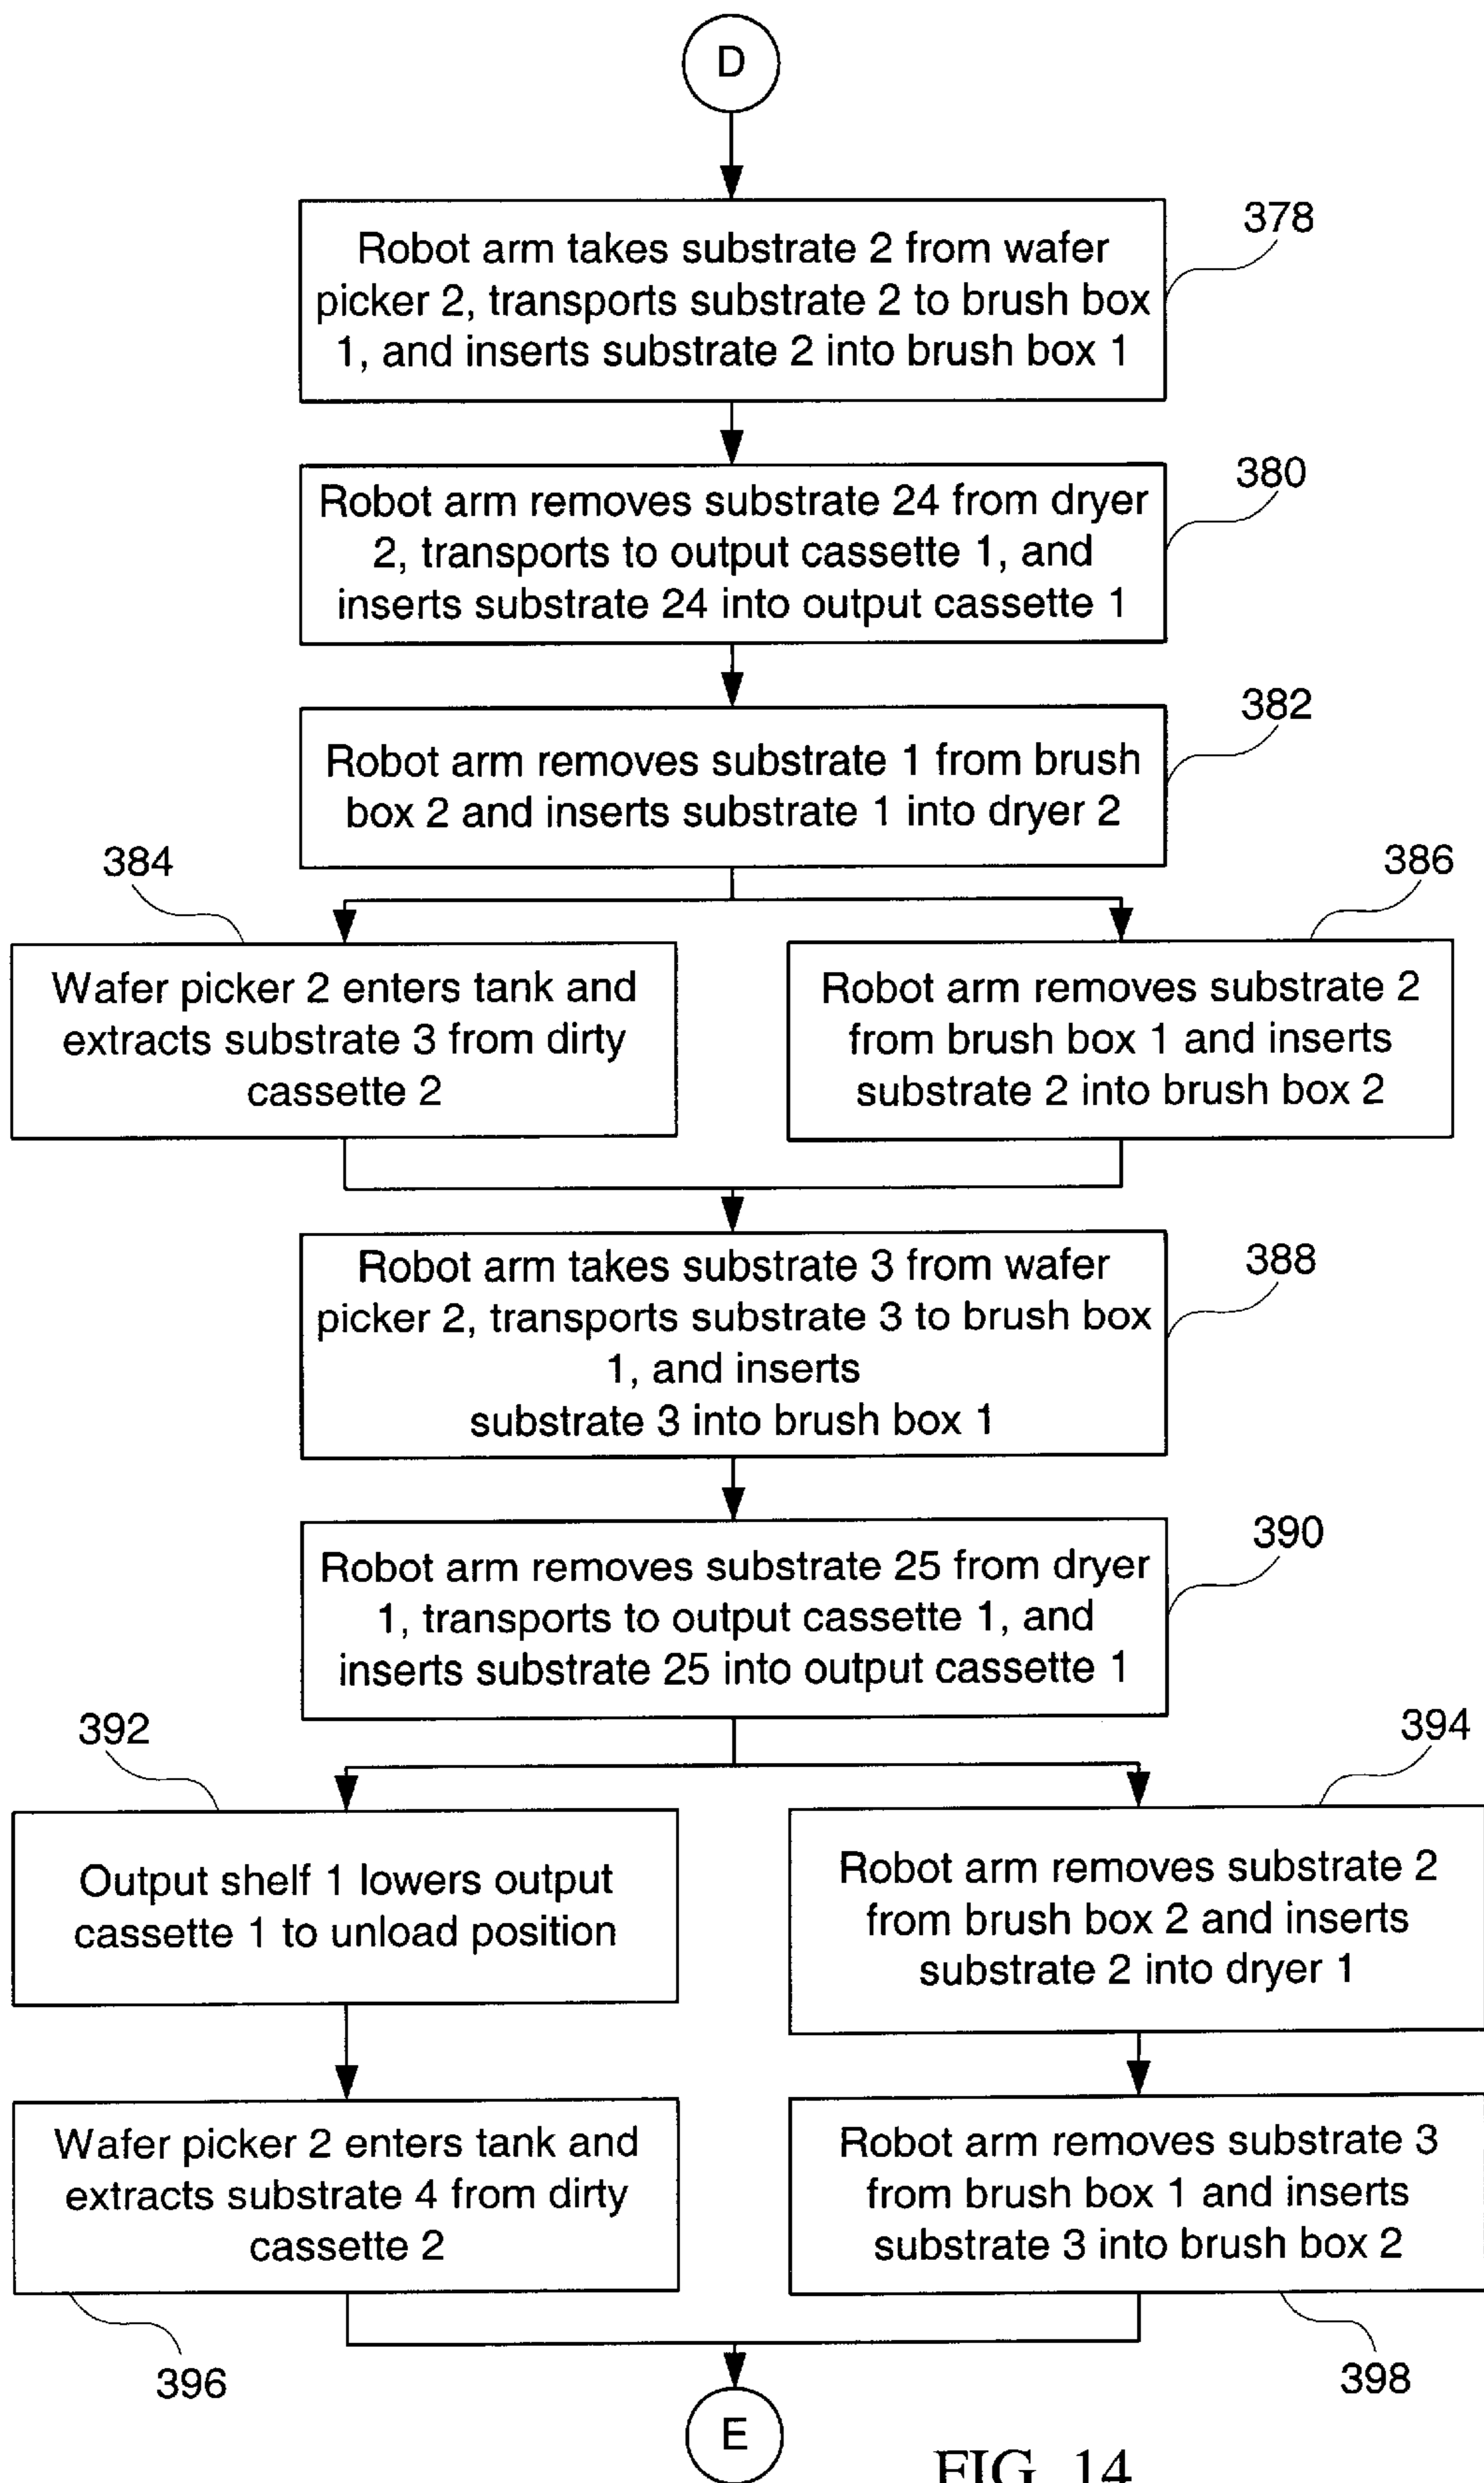 D
378
Robot arm takes substrate 2 from wafer
picker 2, transports substrate 2 to brush box
1, and inserts substrate 2 into brush box 1
380
Robot arm removes substrate 24 from dryer
2, transports to output cassette 1, and
inserts substrate 24 into output cassette 1
382
Robot arm removes substrate 1 from brush
box 2 and inserts substrate 1 into dryer 2
384
Wafer picker 2 enters tank and
extracts substrate 3 from dirty
cassette 2
386
Robot arm removes substrate 2
from brush box 1 and inserts
substrate 2 into brush box 2
388
Robot arm takes substrate 3 from wafer
picker 2, transports substrate 3 to brush box
1, and inserts
substrate 3 into brush box 1
390
Robot arm removes substrate 25 from dryer
1, transports to output cassette 1, and
inserts substrate 25 into output cassette 1
392
Output shelf 1 lowers output
cassette 1 to unload position
394
Robot arm removes substrate 2
from brush box 2 and inserts
substrate 2 into dryer 1
Wafer picker 2 enters tank and
extracts substrate 4 from dirty
cassette 2
396
Robot arm removes substrate 3
from brush box 1 and inserts
substrate 3 into brush box 2
398
E
FIG. 14